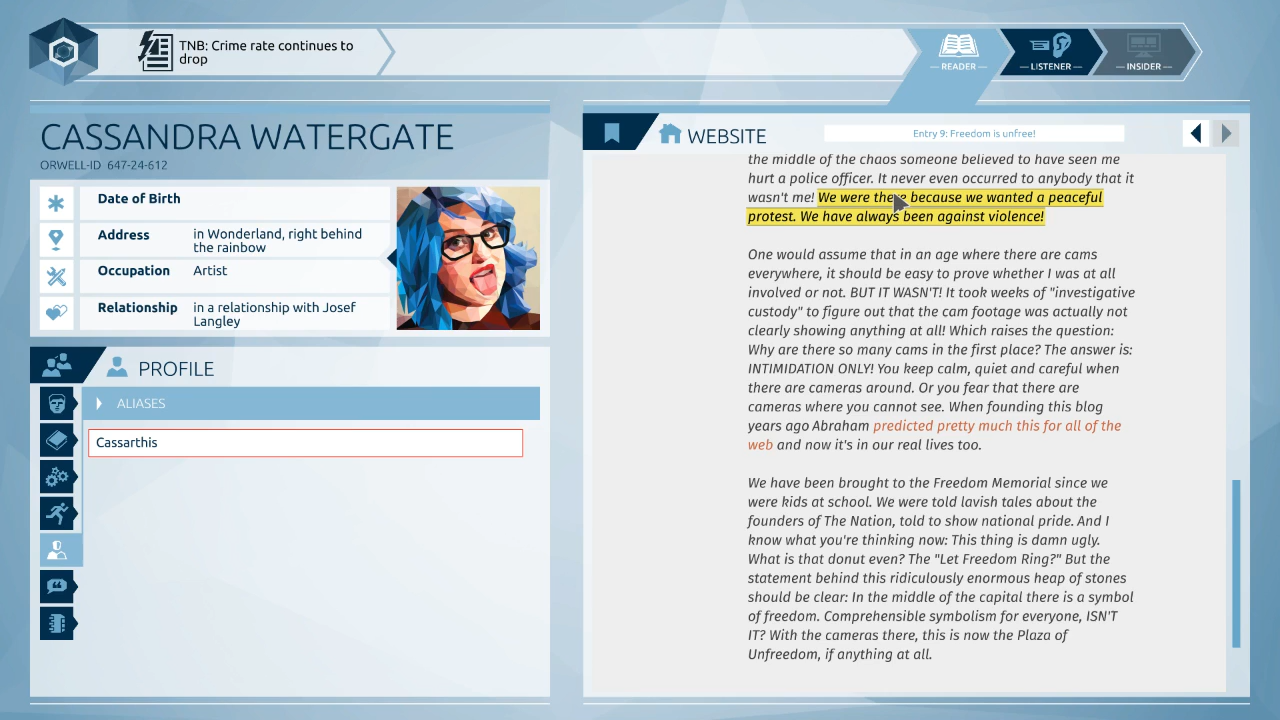 TNB: Crime rate continues to
drop
READER
LISTENER
INSIDER
CASSANDRA WATERGATE
ORWELL-ID 647-24-612
Date of Birth
Address in Wonderland, right behind
the rainbow
Occupation Artist
Relationship in a relationship with Josef
Langley
PROFILE
ALIASES
Cassarthis
WEBSITE
Entry 9: Freedom is unfree!
the middle of the chaos someone believed to have seen me
hurt a police officer. It never even occurred to anybody that it
wasn't me! We were there because we wanted a peaceful
protest. We have always been against violence!
One would assume that in an age where there are cams
everywhere, it should be easy to prove whether I was at all
involved or not. BUT IT WASN'T! It took weeks of "investigative
custody" to figure out that the cam footage was actually not
clearly showing anything at all! Which raises the question:
Why are there so many cams in the first place? The answer is:
INTIMIDATION ONLY! You keep calm, quiet and careful when
there are cameras around. Or you fear that there are
cameras where you cannot see. When founding this blog
years ago Abraham predicted pretty much this for all of the
web and now it's in our real lives too.
We have been brought to the Freedom Memorial since we
were kids at school. We were told lavish tales about the
founders of The Nation, told to show national pride. And I
know what you're thinking now: This thing is damn ugly.
What is that donut even? The "Let Freedom Ring?" But the
statement behind this ridiculously enormous heap of stones
should be clear: In the middle of the capital there is a symbol
of freedom. Comprehensible symbolism for everyone, ISN'T
IT? With the cameras there, this is now the Plaza of
Unfreedom, if anything at all.